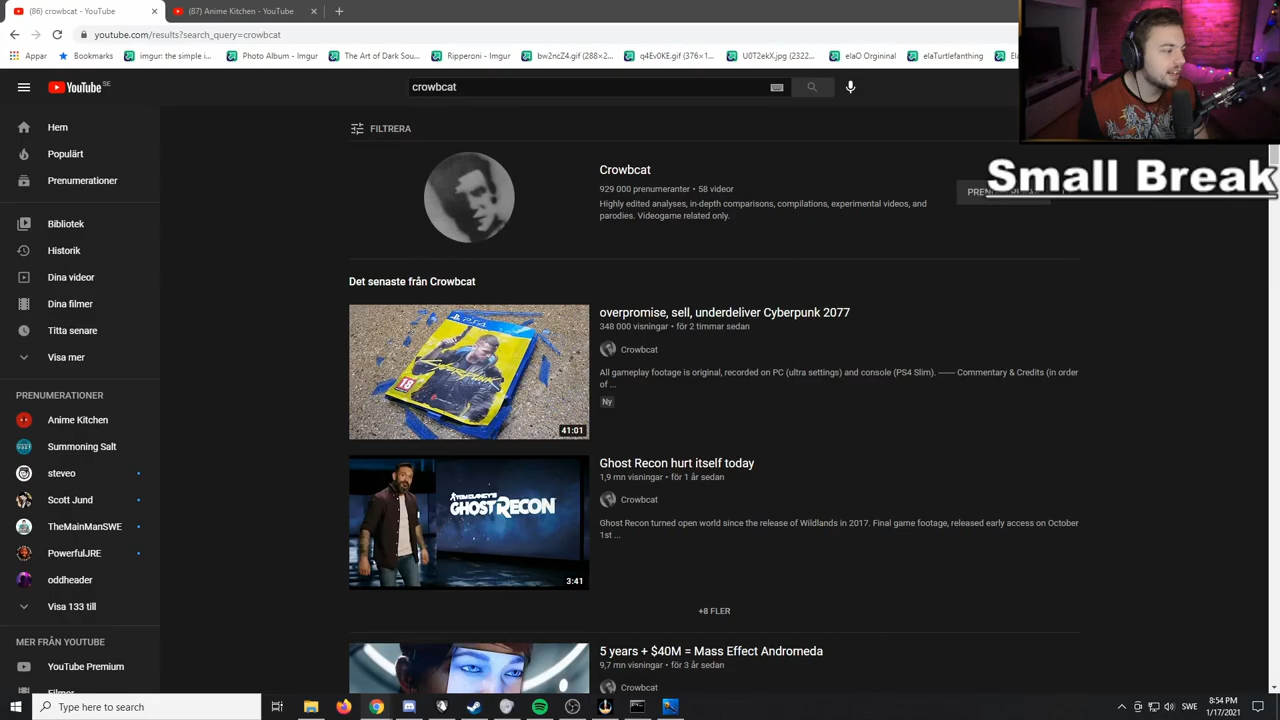 (86) crowbcat - YouTube
(87) Anime Kitchen - YouTube
youtube.com/results?search_query=crowbcat
Appar
Bookmarks
imgur: the simple i...
Photo Album - Imgur
The Art of Dark Sou...
Ripperoni - Imgur
bw2ncZ4.gif (288×2...
q4Ev0KE.gif (376×1...
U0T2ekX.jpg (2322...
elaO Orgininal
elaTurtlefanthing
YouTube SE
crowbcat
Small Break
Hem
Populärt
Prenumerationer
Bibliotek
Historik
Dina videor
Dina filmer
Titta senare
Visa mer
PRENUMERATIONER
Anime Kitchen
Summoning Salt
steveo
Scott Jund
TheMainManSWE
PowerfulJRE
oddheader
Visa 133 till
MER FRÅN YOUTUBE
YouTube Premium
Filmer
FILTRERA
Crowbcat
929 000 prenumeranter • 58 videor
Highly edited analyses, in-depth comparisons, compilations, experimental videos, and
parodies. Videogame related only.
Det senaste från Crowbcat
PS4
18
41:01
overpromise, sell, underdeliver Cyberpunk 2077
348 000 visningar • för 2 timmar sedan
Crowbcat
All gameplay footage is original, recorded on PC (ultra settings) and console (PS4 Slim). ------ Commentary & Credits (in order
of ...
Ny
TOM CLANCY'S
GHOST RECON
3:41
Ghost Recon hurt itself today
1,9 mn visningar • för 1 år sedan
Crowbcat
Ghost Recon turned open world since the release of Wildlands in 2017. Final game footage, released early access on October
1st ...
+8 FLER
5 years + $40M = Mass Effect Andromeda
9,7 mn visningar • för 3 år sedan
Crowbcat
Type here to search
SWE
8:54 PM
1/17/2021